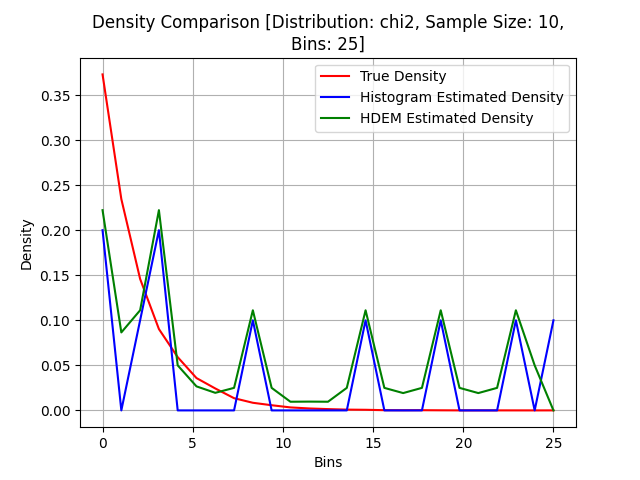 Density Comparison [Distribution: chi2, Sample Size: 10,
Bins: 25]
True Density
Histogram Estimated Density
HDEM Estimated Density
Density
0.35
0.30
0.25
0.20
0.15
0.10
0.05
0.00
0 5 10 15 20 25
Bins